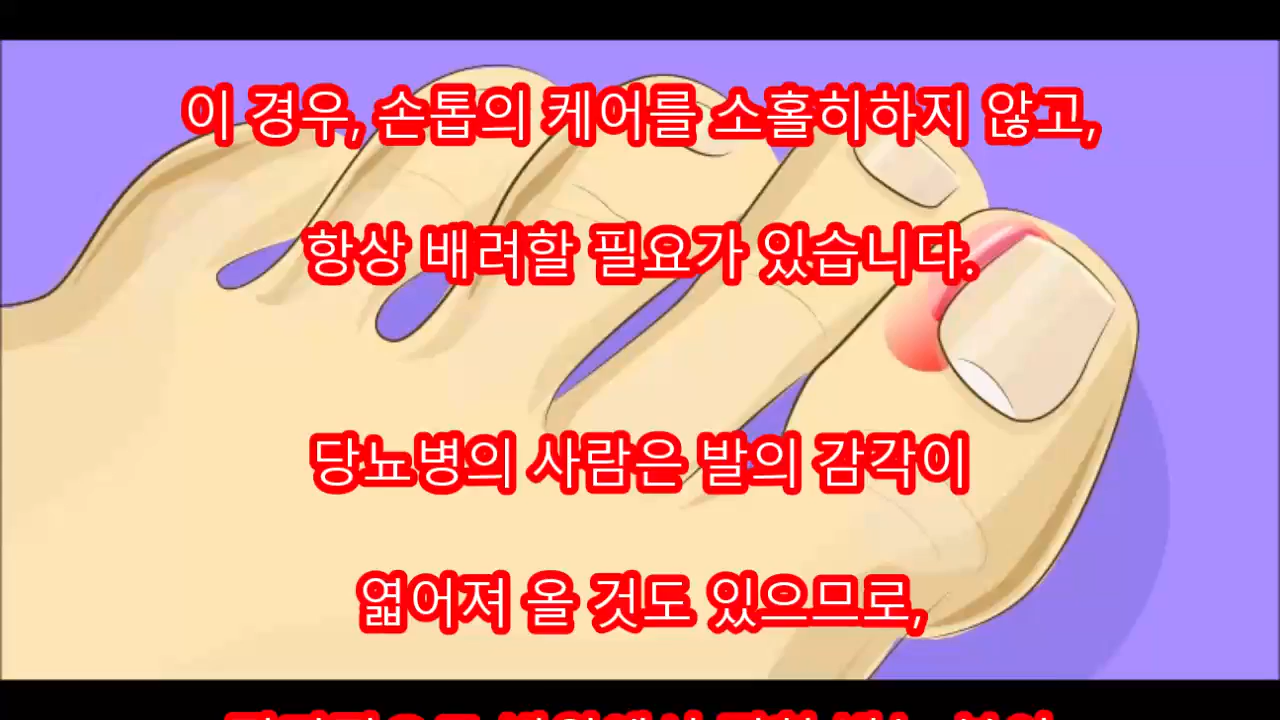 이 경우, 손톱의 케어를 소홀히하지 않고,
항상 배려할 필요가 있습니다.
당뇨병의 사람은 발의 감각이
엷어져 올 것도 있으므로,